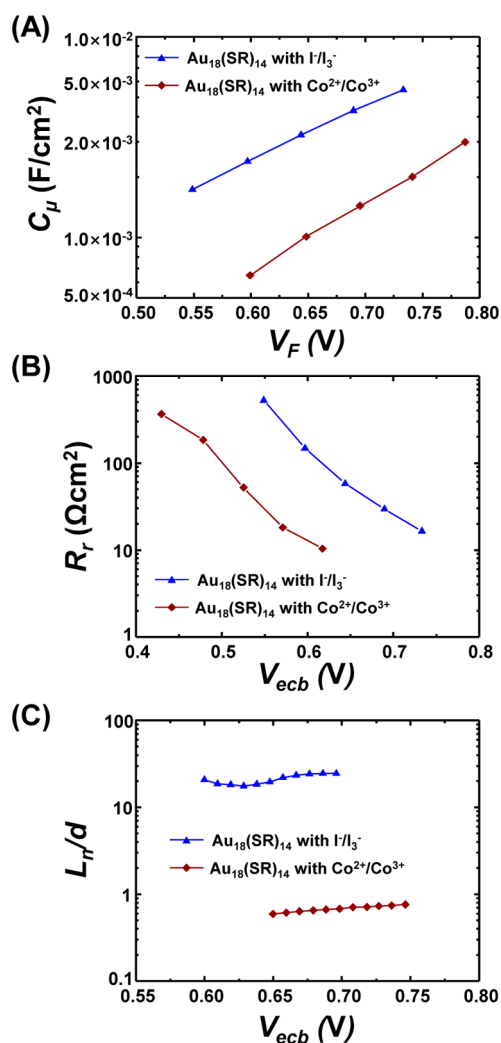 (A)
1.0×10⁻²
5.0×10⁻³
2.0×10⁻³
1.0×10⁻³
5.0×10⁻⁴
C_μ (F/cm²)
Au₁₈(SR)₁₄ with I⁻/I₃⁻
Au₁₈(SR)₁₄ with Co²⁺/Co³⁺
0.50 0.55 0.60 0.65 0.70 0.75 0.80
V_F (V)
(B)
1000
100
10
1
R_r (Ωcm²)
Au₁₈(SR)₁₄ with I⁻/I₃⁻
Au₁₈(SR)₁₄ with Co²⁺/Co³⁺
0.4 0.5 0.6 0.7 0.8
V_ecb (V)
(C)
100
10
1
0.1
L_n/d
Au₁₈(SR)₁₄ with I⁻/I₃⁻
Au₁₈(SR)₁₄ with Co²⁺/Co³⁺
0.55 0.60 0.65 0.70 0.75 0.80
V_ecb (V)